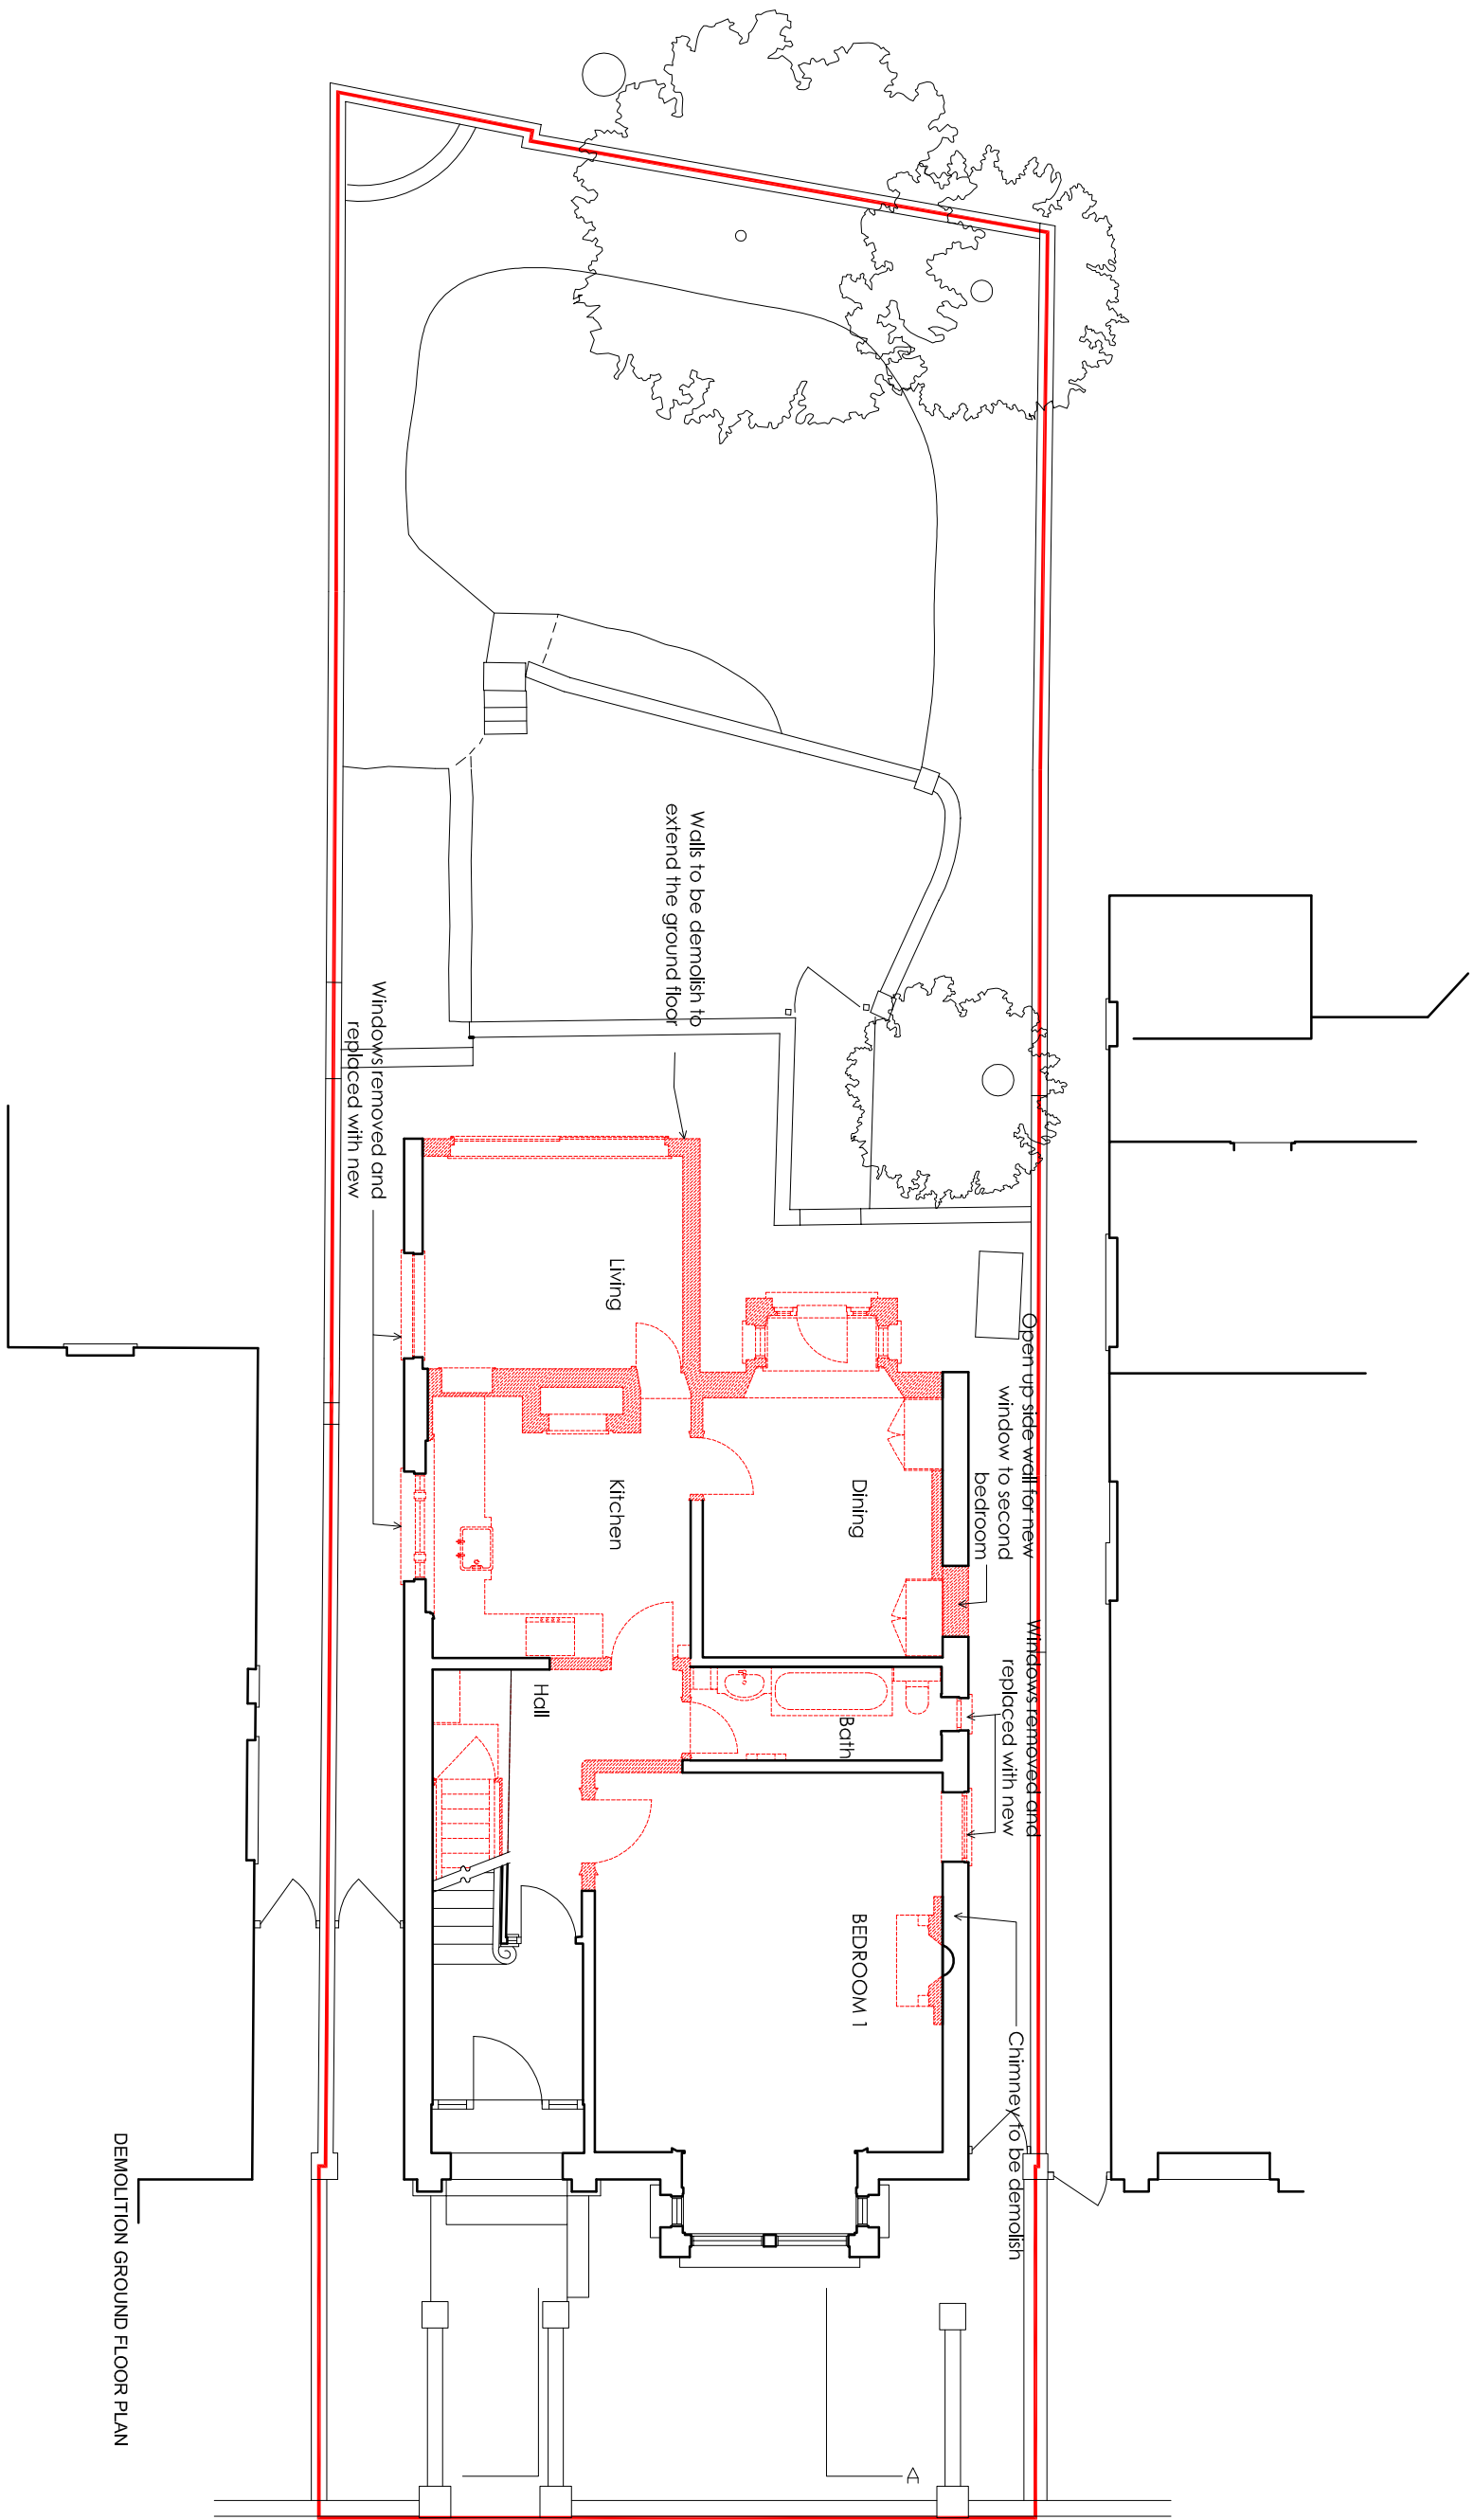 Open up side wall for new
window to second
bedroom
Windows removed and
replaced with new
Chimney to be demolish
Dining
Bath
BEDROOM 1
A
Walls to be demolish to
extend the ground floor
Living
Kitchen
Hall
Windows removed and
replaced with new
DEMOLITION GROUND FLOOR PLAN